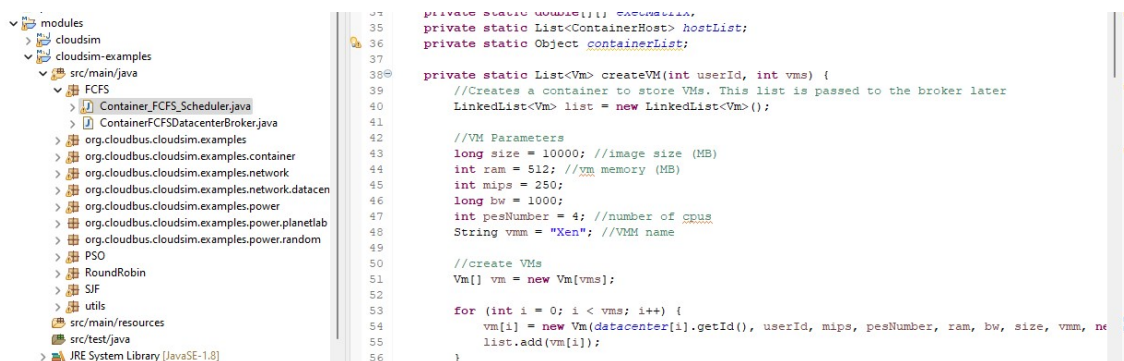 modules
cloudsim
cloudsim-examples
src/main/java
FCFS
Container_FCFS_Scheduler.java
ContainerFCFSDatacenterBroker.java
org.cloudbus.cloudsim.examples
org.cloudbus.cloudsim.examples.container
org.cloudbus.cloudsim.examples.network
org.cloudbus.cloudsim.examples.network.datacen
org.cloudbus.cloudsim.examples.power
org.cloudbus.cloudsim.examples.power.planetlab
org.cloudbus.cloudsim.examples.power.random
PSO
RoundRobin
SJF
utils
src/main/resources
src/test/java
JRE System Library [JavaSE-1.8]
34 private static double[][] execMatrix;
35 private static List<ContainerHost> hostList;
36 private static Object containerList;
37
38 private static List<Vm> createVM(int userId, int vms) {
39 //Creates a container to store VMs. This list is passed to the broker later
40 LinkedList<Vm> list = new LinkedList<Vm>();
41
42 //VM Parameters
43 long size = 10000; //image size (MB)
44 int ram = 512; //vm memory (MB)
45 int mips = 250;
46 long bw = 1000;
47 int pesNumber = 4; //number of cpus
48 String vmm = "Xen"; //VMM name
49
50 //create VMs
51 Vm[] vm = new Vm[vms];
52
53 for (int i = 0; i < vms; i++) {
54 vm[i] = new Vm(datacenter[i].getId(), userId, mips, pesNumber, ram, bw, size, vmm, ne
55 list.add(vm[i]);
56 }